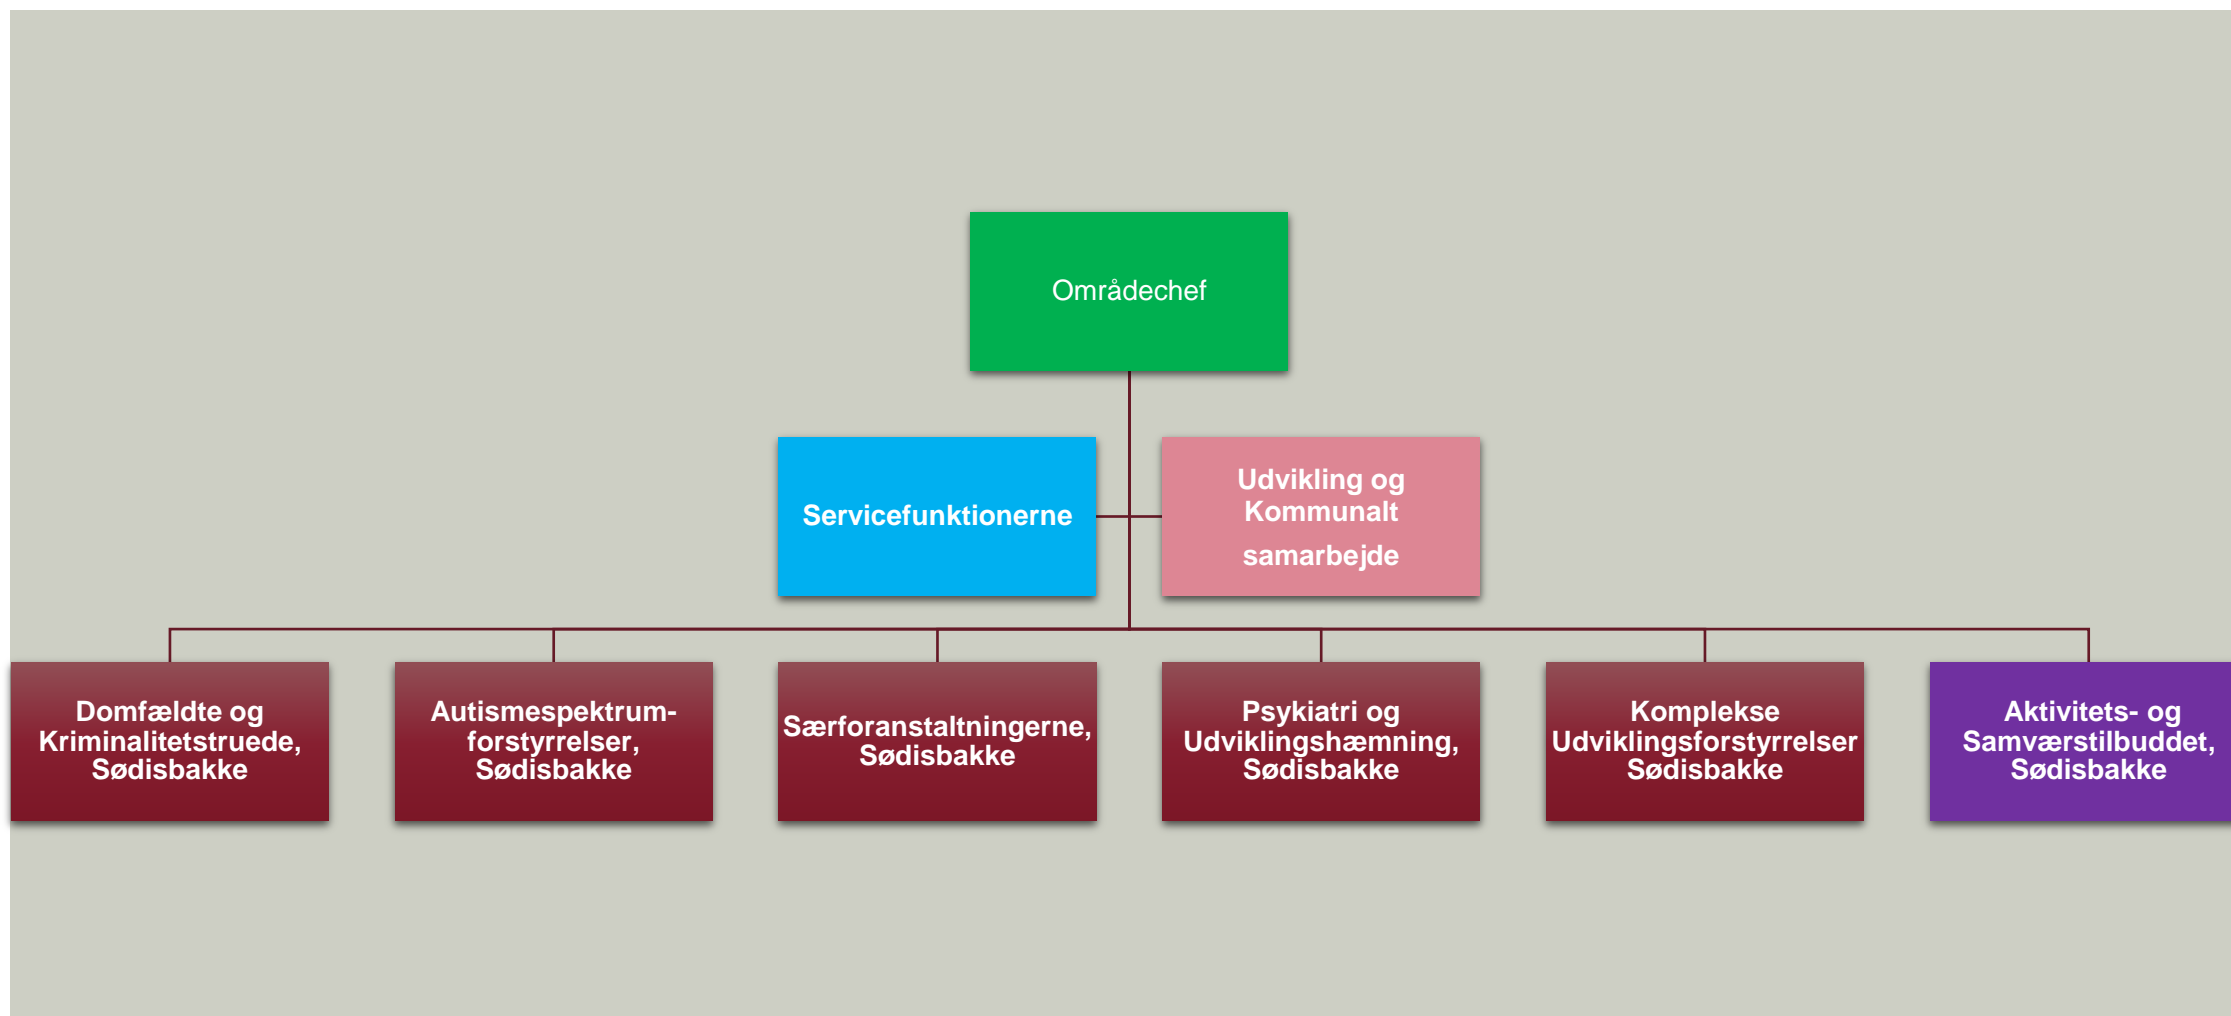 Områdechef
Servicefunktionerne
Udvikling og
Kommunalt
samarbejde
Domfældte og
Kriminalitetstruede,
Sødisbakke
Autismespektrum-
forstyrrelser,
Sødisbakke
Særforanstaltningerne,
Sødisbakke
Psykiatri og
Udviklingshæmning,
Sødisbakke
Komplekse
Udviklingsforstyrrelser
Sødisbakke
Aktivitets- og
Samværstilbuddet,
Sødisbakke